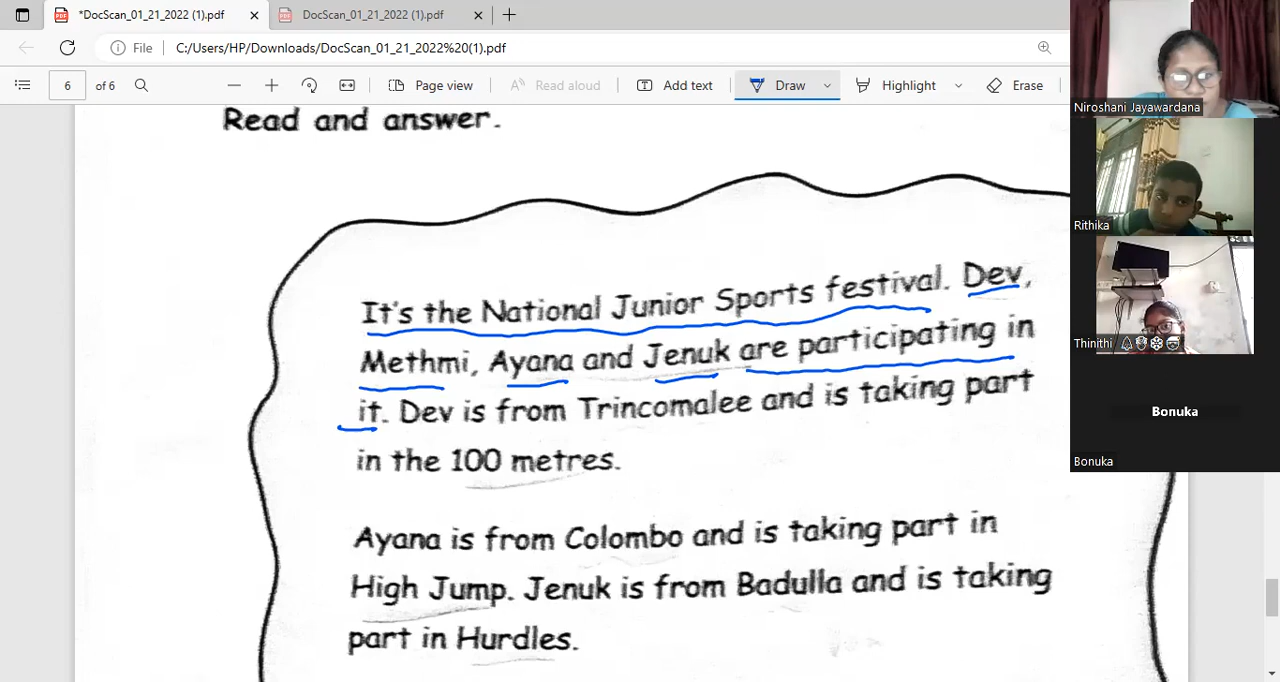 *DocScan_01_21_2022 (1).pdf
DocScan_01_21_2022 (1).pdf
File
C:/Users/HP/Downloads/DocScan_01_21_2022%20(1).pdf
6 of 6
Page view
Read aloud
Add text
Draw
Highlight
Erase
Read and answer.
It's the National Junior Sports festival. Dev,
Methmi, Ayana and Jenuk are participating in
it. Dev is from Trincomalee and is taking part
in the 100 metres.
Ayana is from Colombo and is taking part in
High Jump. Jenuk is from Badulla and is taking
part in Hurdles.
Niroshani Jayawardana
Rithika
Thinithi
Bonuka
Bonuka